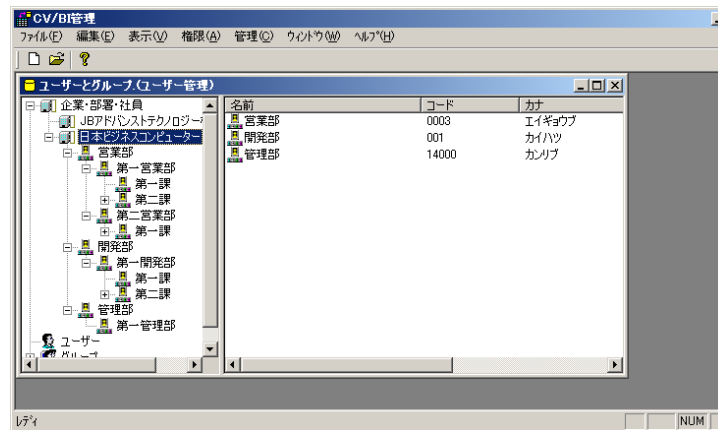 CV/BI管理
ファイル(F) 編集(E) 表示(V) 権限(A) 管理(C) ウィンドウ(W) ヘルプ(H)
ユーザーとグループ.(ユーザー管理)
企業・部署・社員
JBアドバンストテクノロジー
日本ビジネスコンピューター
営業部
第一営業部
第一課
第二課
第二営業部
第一課
開発部
第一開発部
第一課
第二課
管理部
第一管理部
ユーザー
グループ
名前 コード カナ
営業部 0003 エイギョウブ
開発部 001 カイハツ
管理部 14000 カンリブ
レディ
NUM